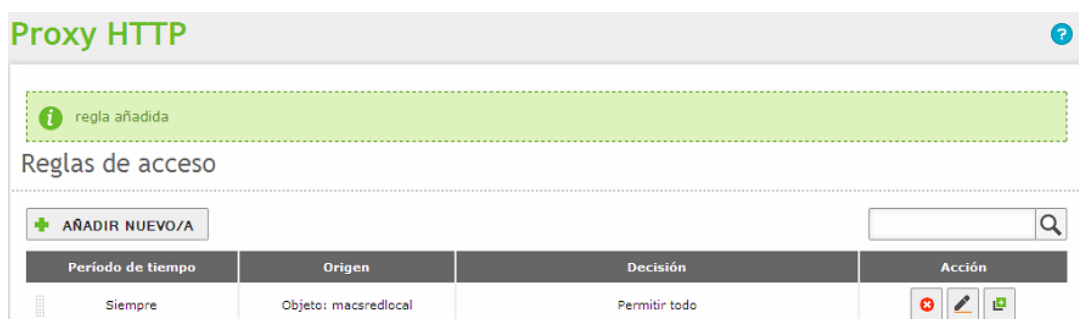 Proxy HTTP
?
i regla añadida
Reglas de acceso
AÑADIR NUEVO/A
Período de tiempo Origen Decisión Acción
Siempre Objeto: macsredlocal Permitir todo